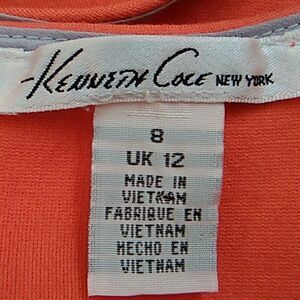 KENNETH COLE NEW YORK
8
UK 12
MADE IN
VIETNAM
FABRIQUE EN
VIETNAM
HECHO EN
VIETNAM